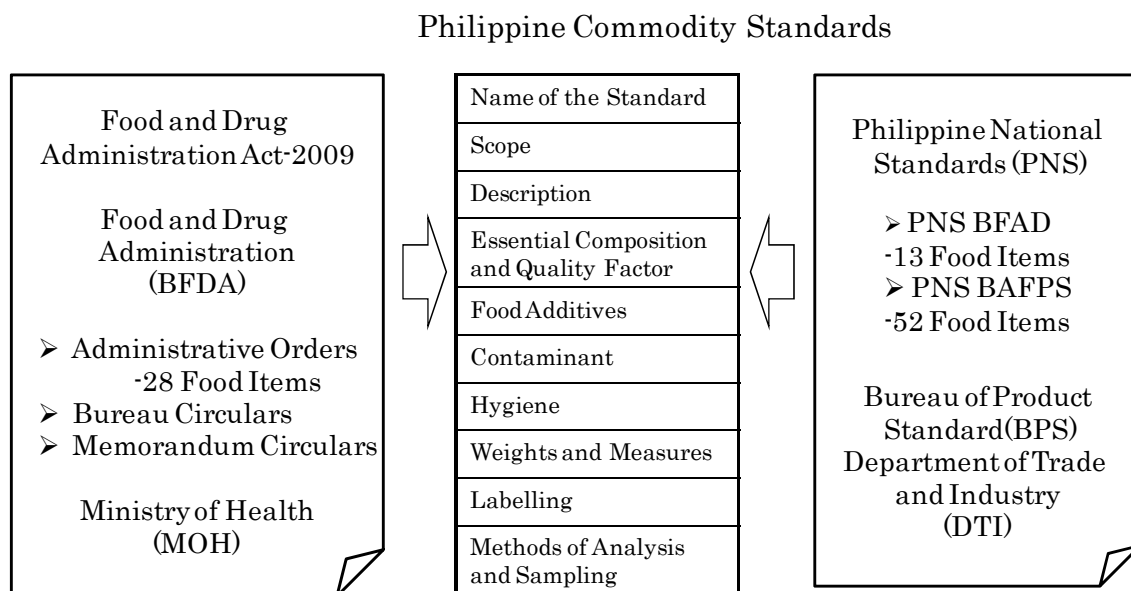 Philippine Commodity Standards
Food and Drug
Administration Act-2009
Food and Drug
Administration
(BFDA)
➢ Administrative Orders
-28 Food Items
➢ Bureau Circulars
➢ Memorandum Circulars
Ministry of Health
(MOH)
Name of the Standard
Scope
Description
Essential Composition
and Quality Factor
Food Additives
Contaminant
Hygiene
Weights and Measures
Labelling
Methods of Analysis
and Sampling
Philippine National
Standards (PNS)
➢ PNS BFAD
-13 Food Items
➢ PNS BAFPS
-52 Food Items
Bureau of Product
Standard(BPS)
Department of Trade
and Industry
(DTI)